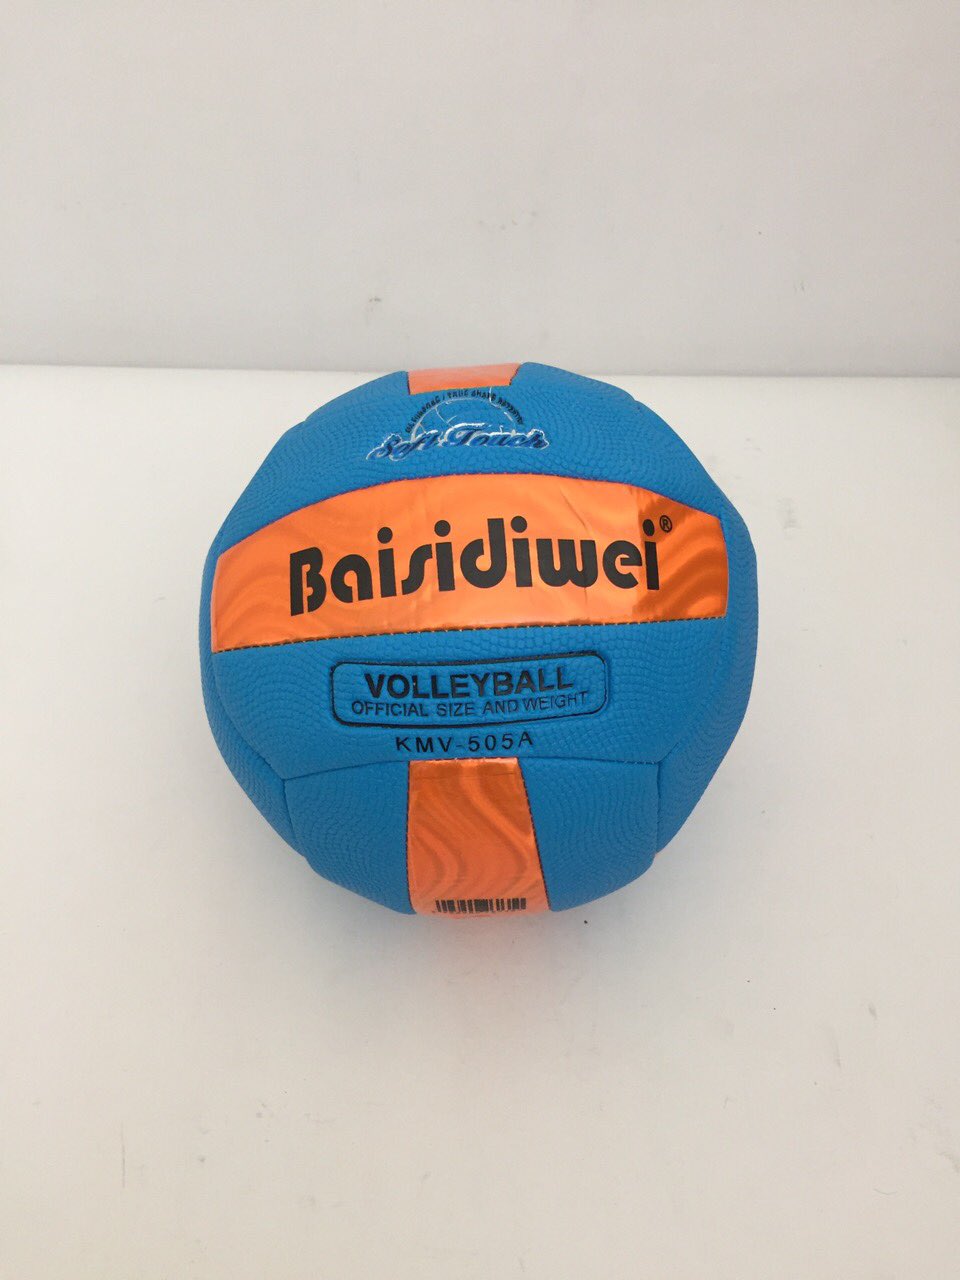 Soft Touch
Baisidiwei®
VOLLEYBALL
OFFICIAL SIZE AND WEIGHT
KMV-505A